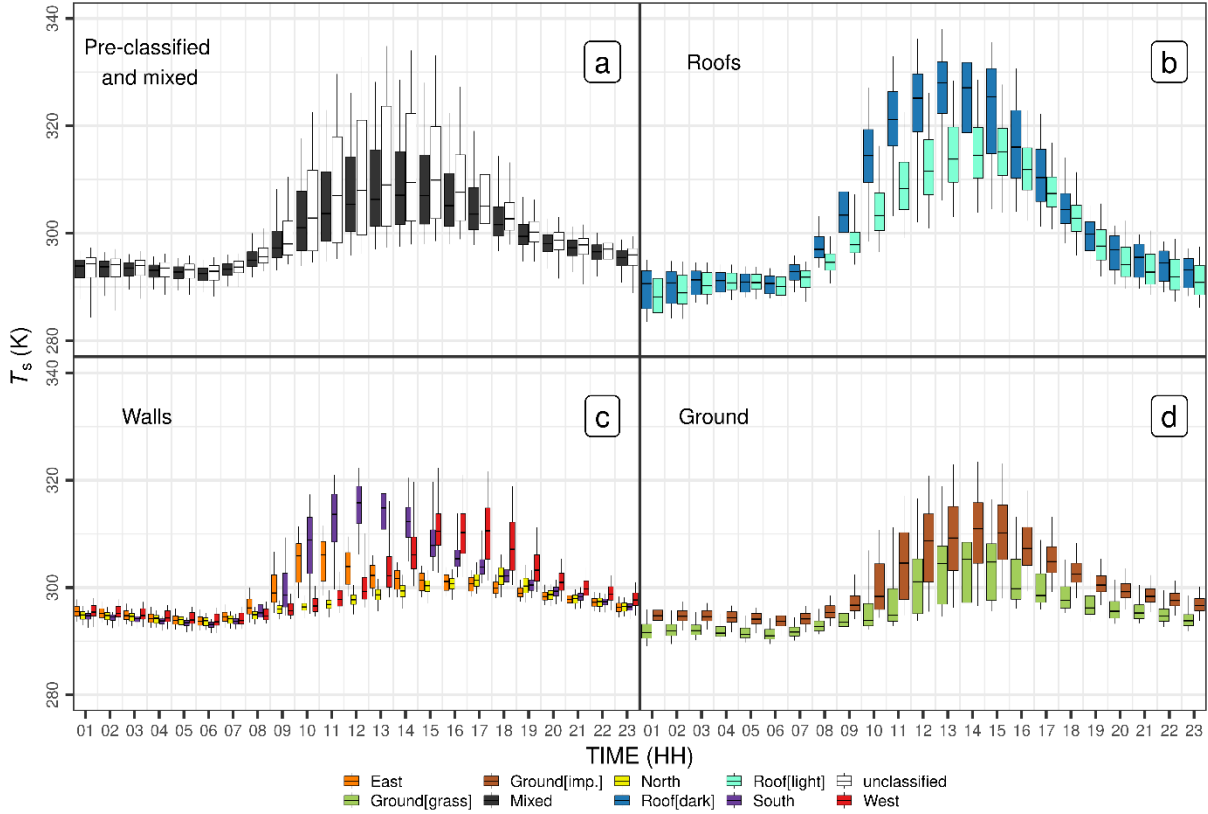 Pre-classified
and mixed
a
Roofs
b
340
320
300
280
Walls
c
Ground
d
340
320
300
280
Ts (K)
01 02 03 04 05 06 07 08 09 10 11 12 13 14 15 16 17 18 19 20 21 22 23 01 02 03 04 05 06 07 08 09 10 11 12 13 14 15 16 17 18 19 20 21 22 23
TIME (HH)
East Ground[imp.] North Roof[light] unclassified
Ground[grass] Mixed Roof[dark] South West